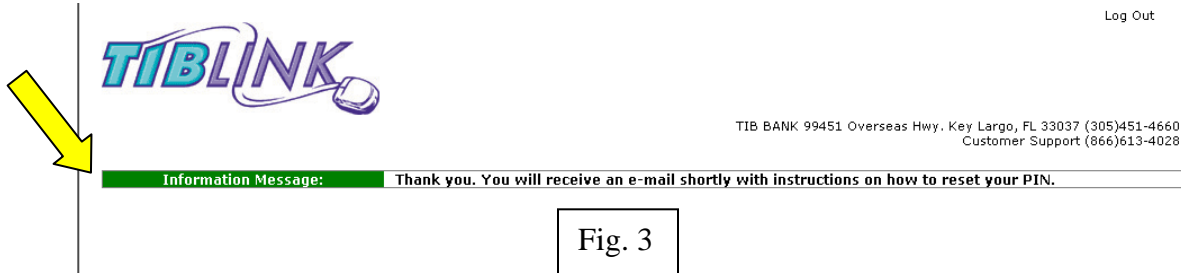 Log Out
TIBLINK
TIB BANK 99451 Overseas Hwy. Key Largo, FL 33037 (305)451-4660
Customer Support (866)613-4028
Information Message: Thank you. You will receive an e-mail shortly with instructions on how to reset your PIN.
Fig. 3